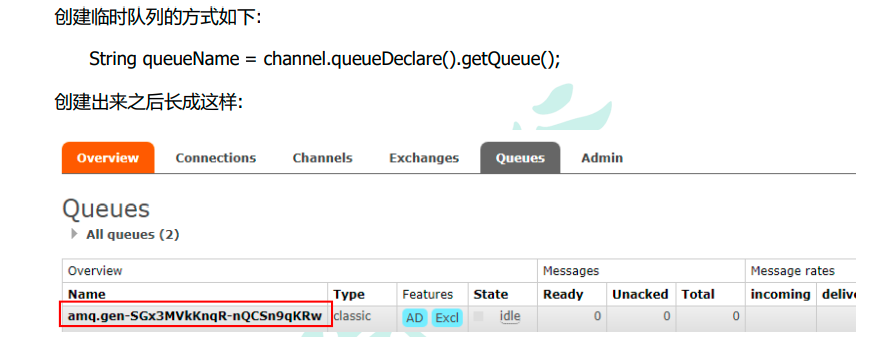 创建临时队列的方式如下:
String queueName = channel.queueDeclare().getQueue();
创建出来之后长成这样:
Overview Connections Channels Exchanges Queues Admin
Queues
All queues (2)
Overview Messages Message rates
Name Type Features State Ready Unacked Total incoming delive
amq.gen-SGx3MVkKnqR-nQCSn9qKRw classic AD Excl idle 0 0 0